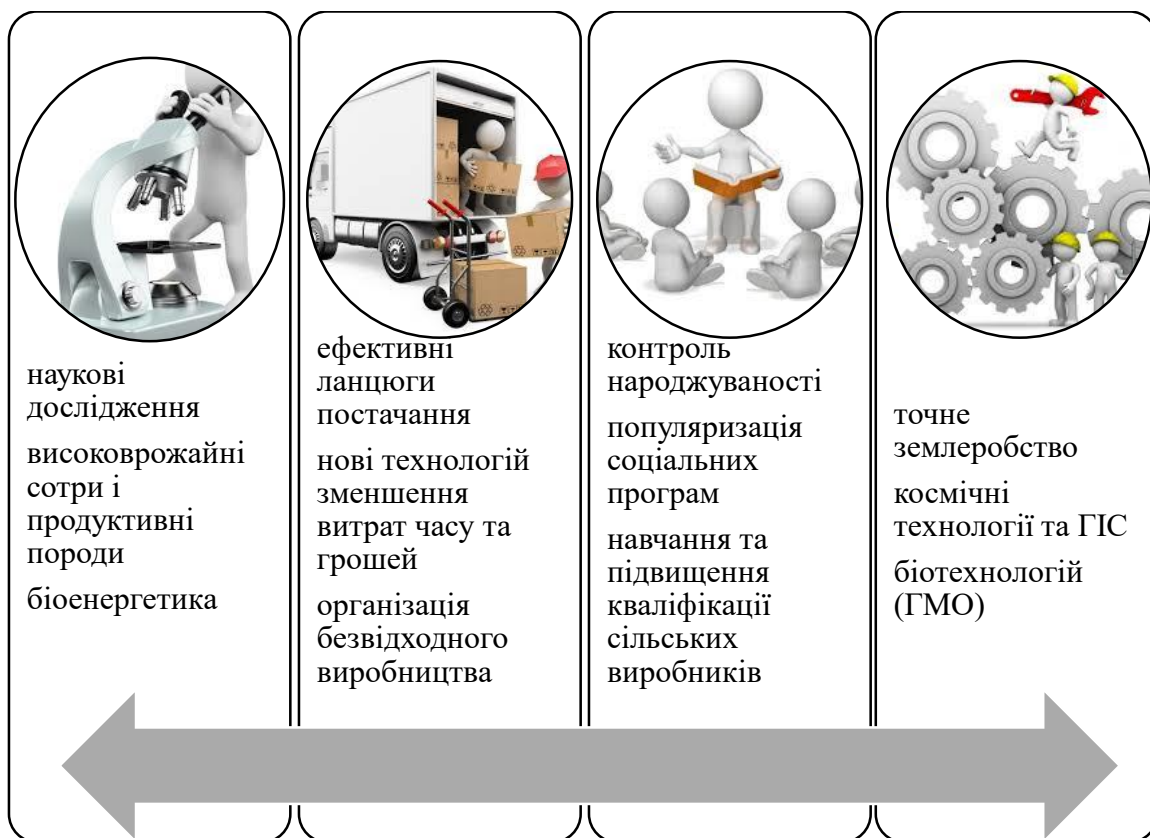 наукові
дослідження
високоврожайні
сотри і
продуктивні
породи
біоенергетика
ефективні
ланцюги
постачання
нові технологій
зменшення
витрат часу та
грошей
організація
безвідходного
виробництва
контроль
народжуваності
популяризація
соціальних
програм
навчання та
підвищення
кваліфікації
сільських
виробників
точне
землеробство
космічні
технології та ГІС
біотехнологій
(ГМО)